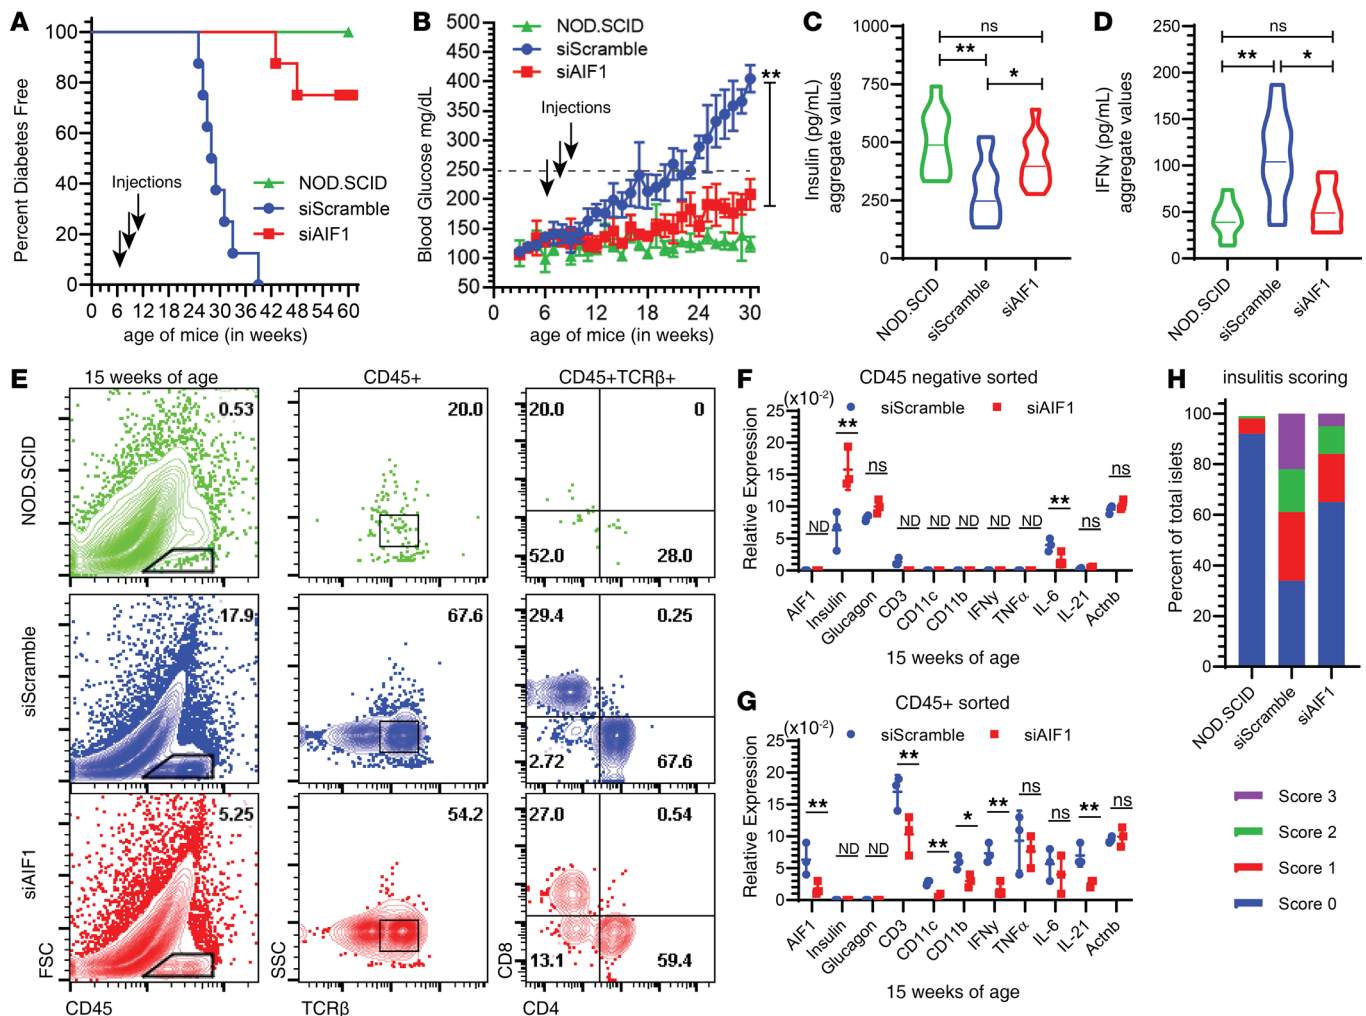 A
Percent Diabetes Free
100
80
60
40
20
0
Injections
NOD.SCID
siScramble
siAIF1
0 6 12 18 24 30 36 42 48 54 60
age of mice (in weeks)
B
Blood Glucose mg/dL
500
450
400
350
300
250
200
150
100
50
NOD.SCID
siScramble
siAIF1
Injections
**
0 6 12 18 24 30
age of mice (in weeks)
C
Insulin (pg/mL)
aggregate values
1000
750
500
250
0
ns
**
*
NOD.SCID
siScramble
siAIF1
D
IFNγ (pg/mL)
aggregate values
250
200
150
100
50
0
ns
** *
NOD.SCID
siScramble
siAIF1
E
15 weeks of age CD45+ CD45+TCRβ+
NOD.SCID
0.53 20.0 20.0 0
52.0 28.0
siScramble
17.9 67.6 29.4 0.25
2.72 67.6
siAIF1
5.25 54.2 27.0 0.54
13.1 59.4
FSC SSC CD8
CD45 TCRβ CD4
F
CD45 negative sorted
(x10-2)
siScramble siAIF1
Relative Expression
25
20
15
10
5
0
ND ** ns ND ND ND ND ND ** ns ns
AIF1 Insulin Glucagon CD3 CD11c CD11b IFNγ TNFα IL-6 IL-21 Actnb
15 weeks of age
G
CD45+ sorted
(x10-2)
siScramble siAIF1
Relative Expression
25
20
15
10
5
0
** ND ND ** ** * ** ns ns ** ns
AIF1 Insulin Glucagon CD3 CD11c CD11b IFNγ TNFα IL-6 IL-21 Actnb
15 weeks of age
H
insulitis scoring
Percent of total islets
100
80
60
40
20
0
NOD.SCID
siScramble
siAIF1
Score 3
Score 2
Score 1
Score 0